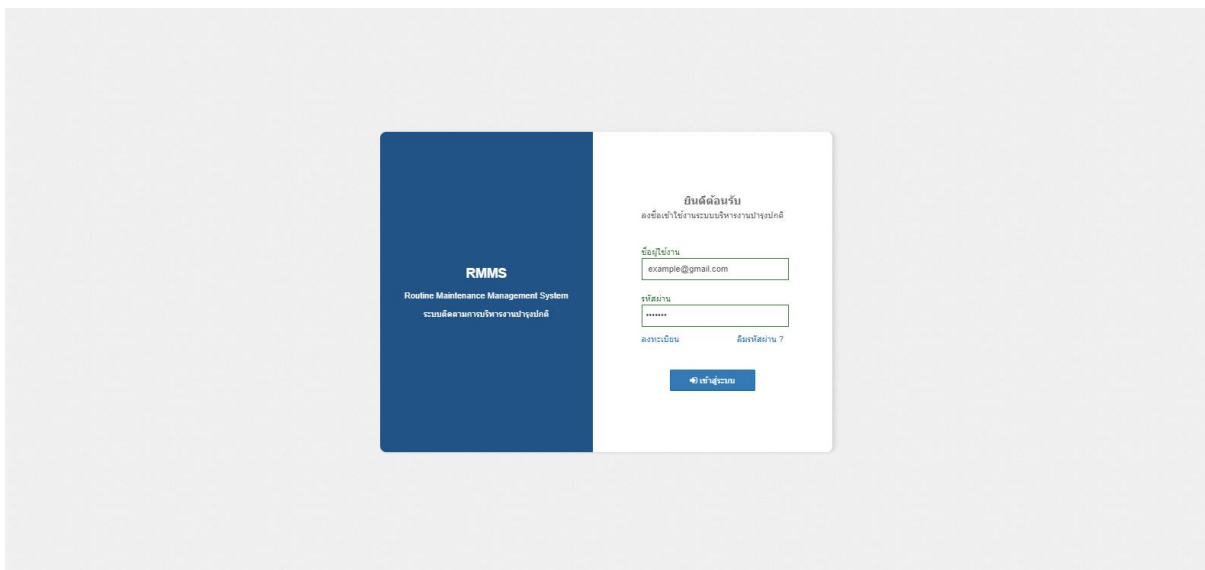 RMMS
Routine Maintenance Management System
ระบบติดตามการบริหารงานบำรุงปกติ
ยินดีต้อนรับ
ลงชื่อเข้าใช้งานระบบบริหารงานบำรุงปกติ
ชื่อผู้ใช้งาน
example@gmail.com
รหัสผ่าน
•••••••
ลงทะเบียน ลืมรหัสผ่าน ?
เข้าสู่ระบบ